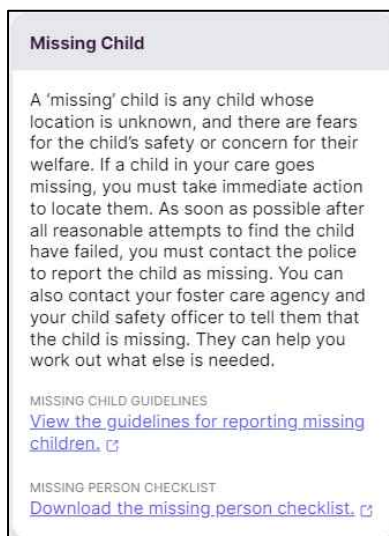 Missing Child
A ‘missing’ child is any child whose
location is unknown, and there are fears
for the child’s safety or concern for their
welfare. If a child in your care goes
missing, you must take immediate action
to locate them. As soon as possible after
all reasonable attempts to find the child
have failed, you must contact the police
to report the child as missing. You can
also contact your foster care agency and
your child safety officer to tell them that
the child is missing. They can help you
work out what else is needed.
MISSING CHILD GUIDELINES
View the guidelines for reporting missing
children.
MISSING PERSON CHECKLIST
Download the missing person checklist.